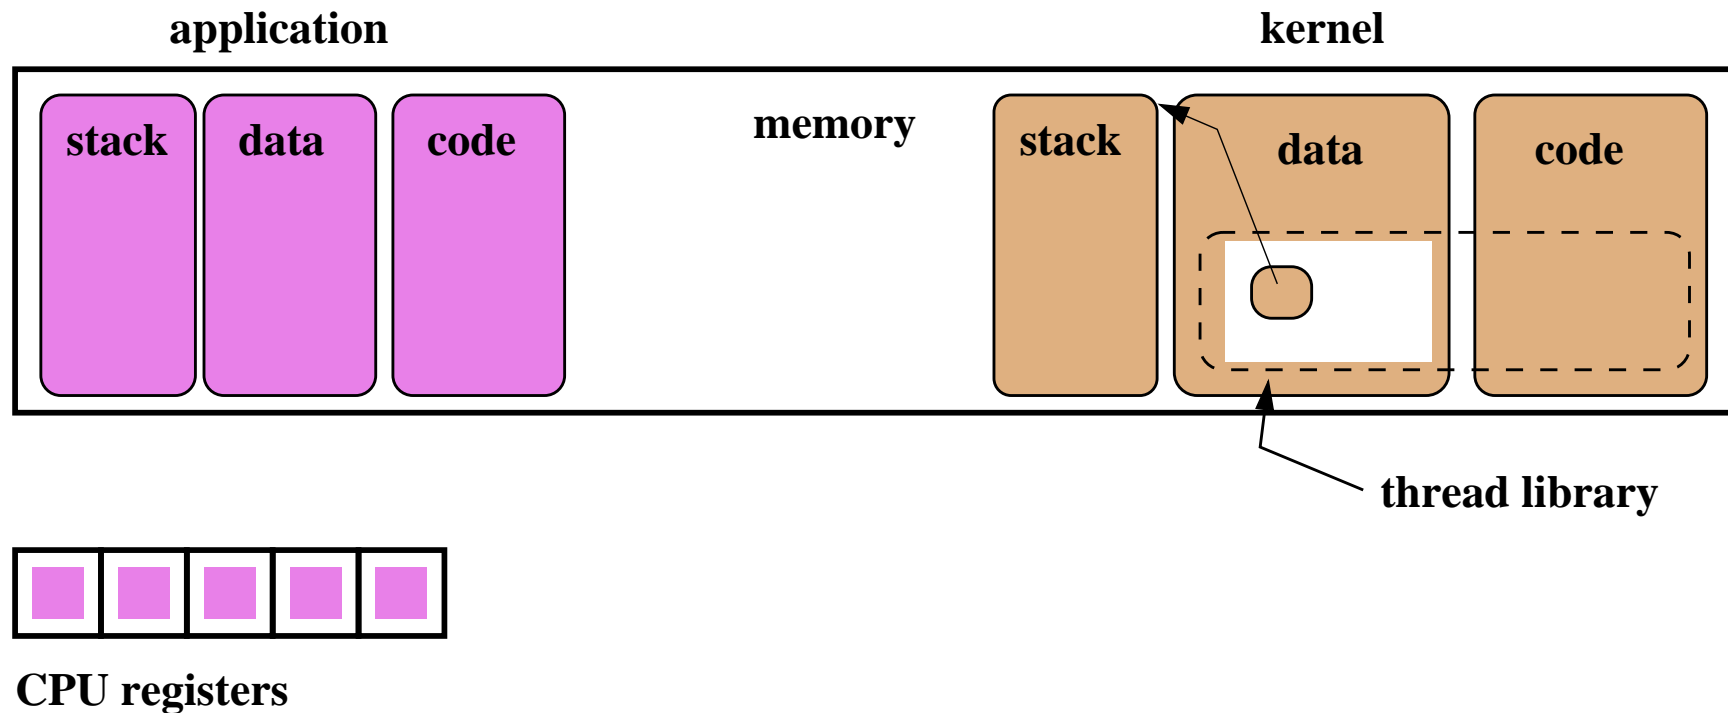 application
kernel
stack
data
code
memory
stack
data
code
thread library
CPU registers